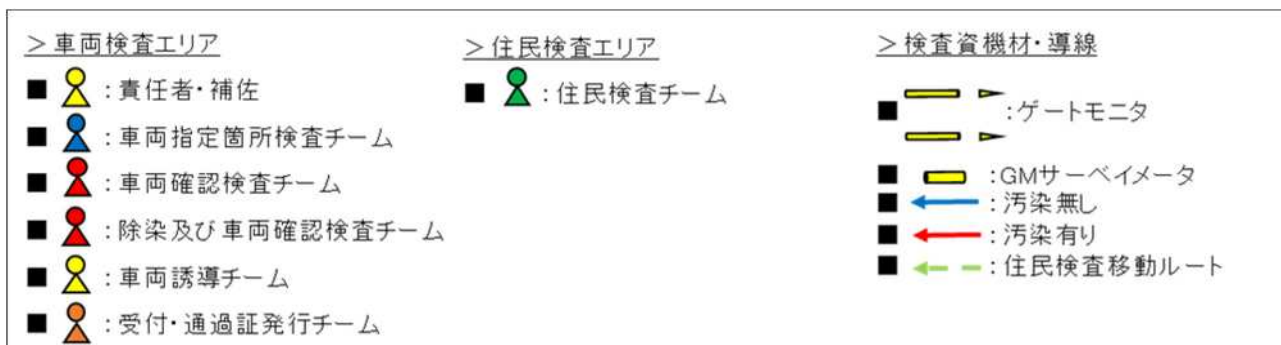 ＞車両検査エリア
■ ：責任者・補佐
■ ：車両指定箇所検査チーム
■ ：車両確認検査チーム
■ ：除染及び車両確認検査チーム
■ ：車両誘導チーム
■ ：受付・通過証発行チーム
＞住民検査エリア
■ ：住民検査チーム
＞検査資機材・導線
■ ：ゲートモニタ
■ ：GMサーベイメータ
■ ：汚染無し
■ ：汚染有り
■ ：住民検査移動ルート